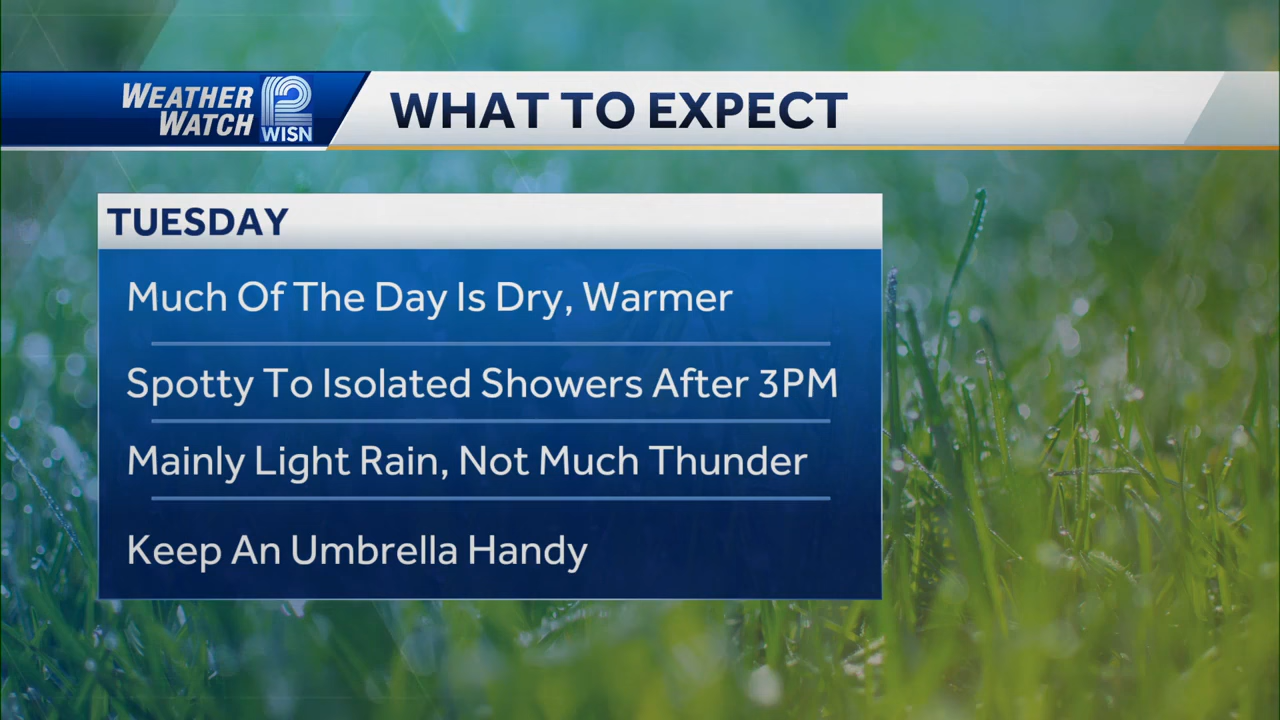 WEATHER
WATCH
12
WISN
WHAT TO EXPECT
TUESDAY
Much Of The Day Is Dry, Warmer
Spotty To Isolated Showers After 3PM
Mainly Light Rain, Not Much Thunder
Keep An Umbrella Handy